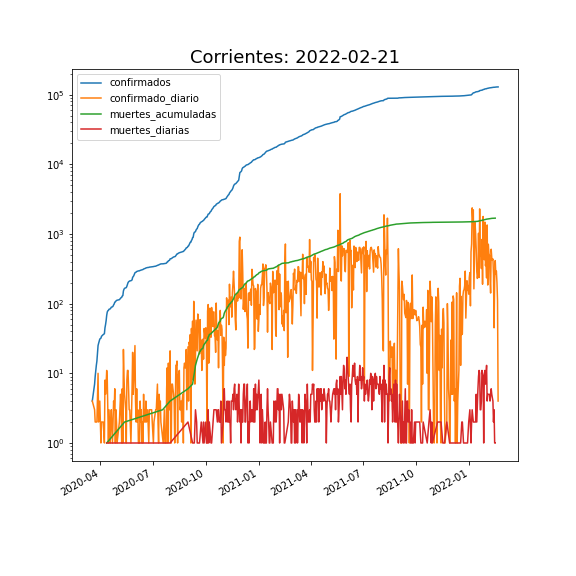 Corrientes: 2022-02-21
confirmados
confirmado_diario
muertes_acumuladas
muertes_diarias
10⁵
10⁴
10³
10²
10¹
10⁰
2020-04
2020-07
2020-10
2021-01
2021-04
2021-07
2021-10
2022-01